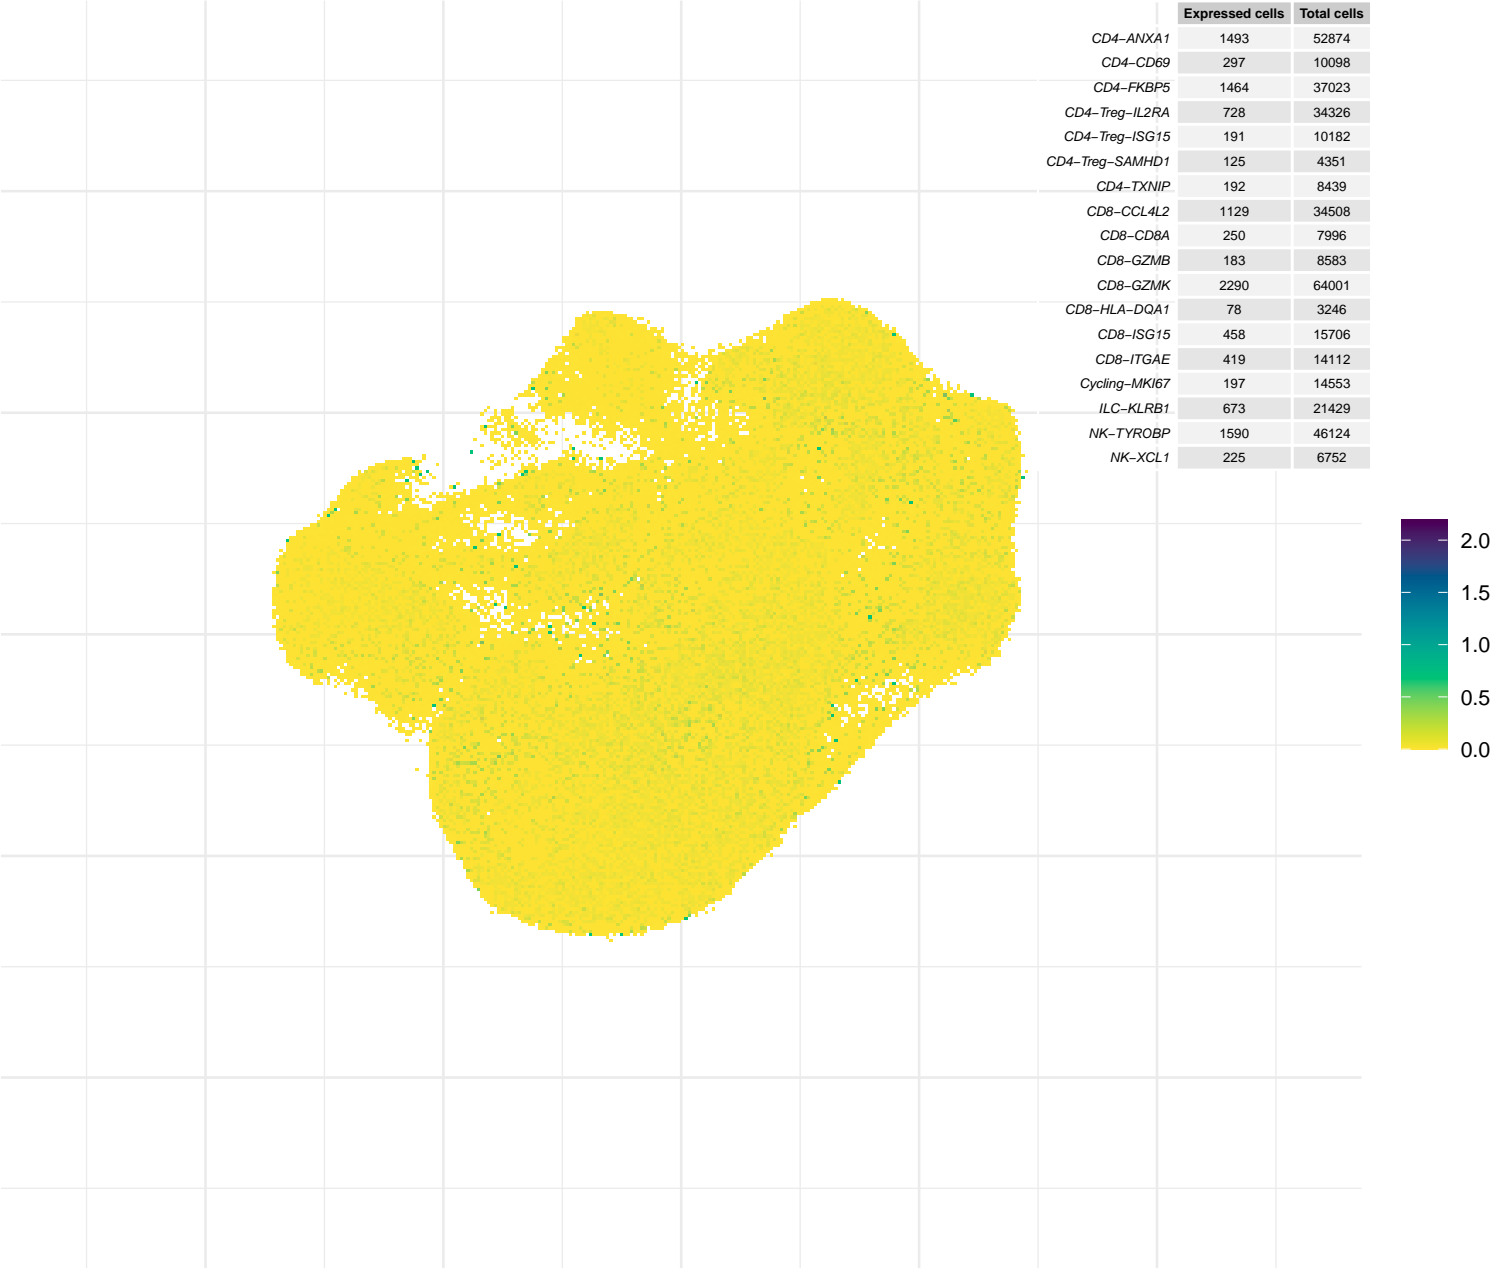 Expressed cells Total cells
CD4−ANXA1 1493 52874
CD4−CD69 297 10098
CD4−FKBP5 1464 37023
CD4−Treg−IL2RA 728 34326
CD4−Treg−ISG15 191 10182
CD4−Treg−SAMHD1 125 4351
CD4−TXNIP 192 8439
CD8−CCL4L2 1129 34508
CD8−CD8A 250 7996
CD8−GZMB 183 8583
CD8−GZMK 2290 64001
CD8−HLA−DQA1 78 3246
CD8−ISG15 458 15706
CD8−ITGAE 419 14112
Cycling−MKI67 197 14553
ILC−KLRB1 673 21429
NK−TYROBP 1590 46124
NK−XCL1 225 6752
2.0
1.5
1.0
0.5
0.0